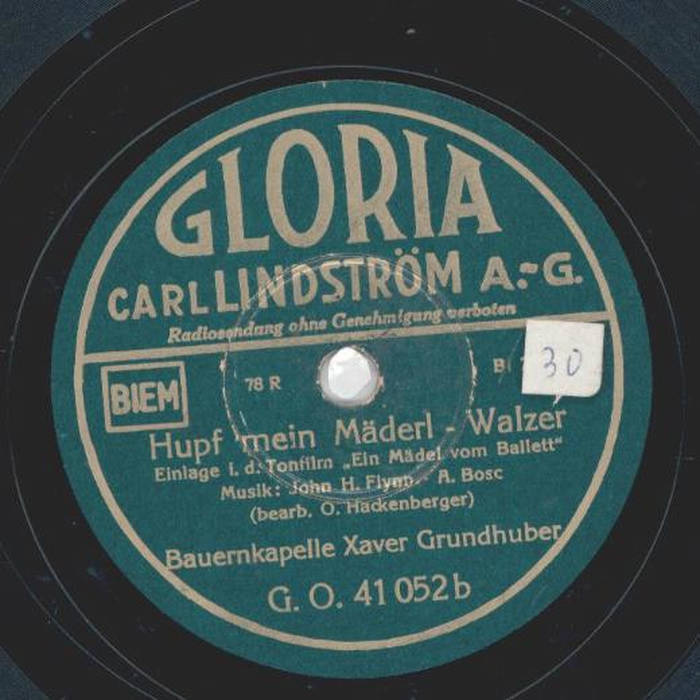 GLORIA
CARL LINDSTRÖM A.-G.
Radiosendung ohne Genehmigung verboten
BIEM
78 R
30
Hupf mein Mäderl - Walzer
Einlage i. d. Tonfilm „Ein Mädel vom Ballett“
Musik: John H. Flynn, A. Bosc
(bearb. O. Hackenberger)
Bauernkapelle Xaver Grundhuber
G. O. 41 052 b